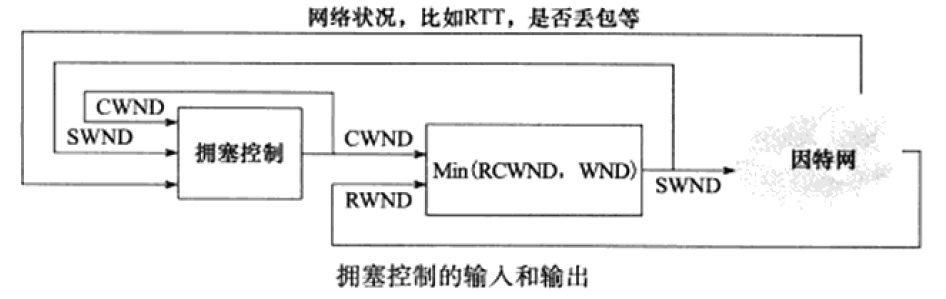 网络状况，比如RTT，是否丢包等
CWND
SWND
拥塞控制
CWND
RWND
Min(RCWND，WND)
SWND
因特网
拥塞控制的输入和输出